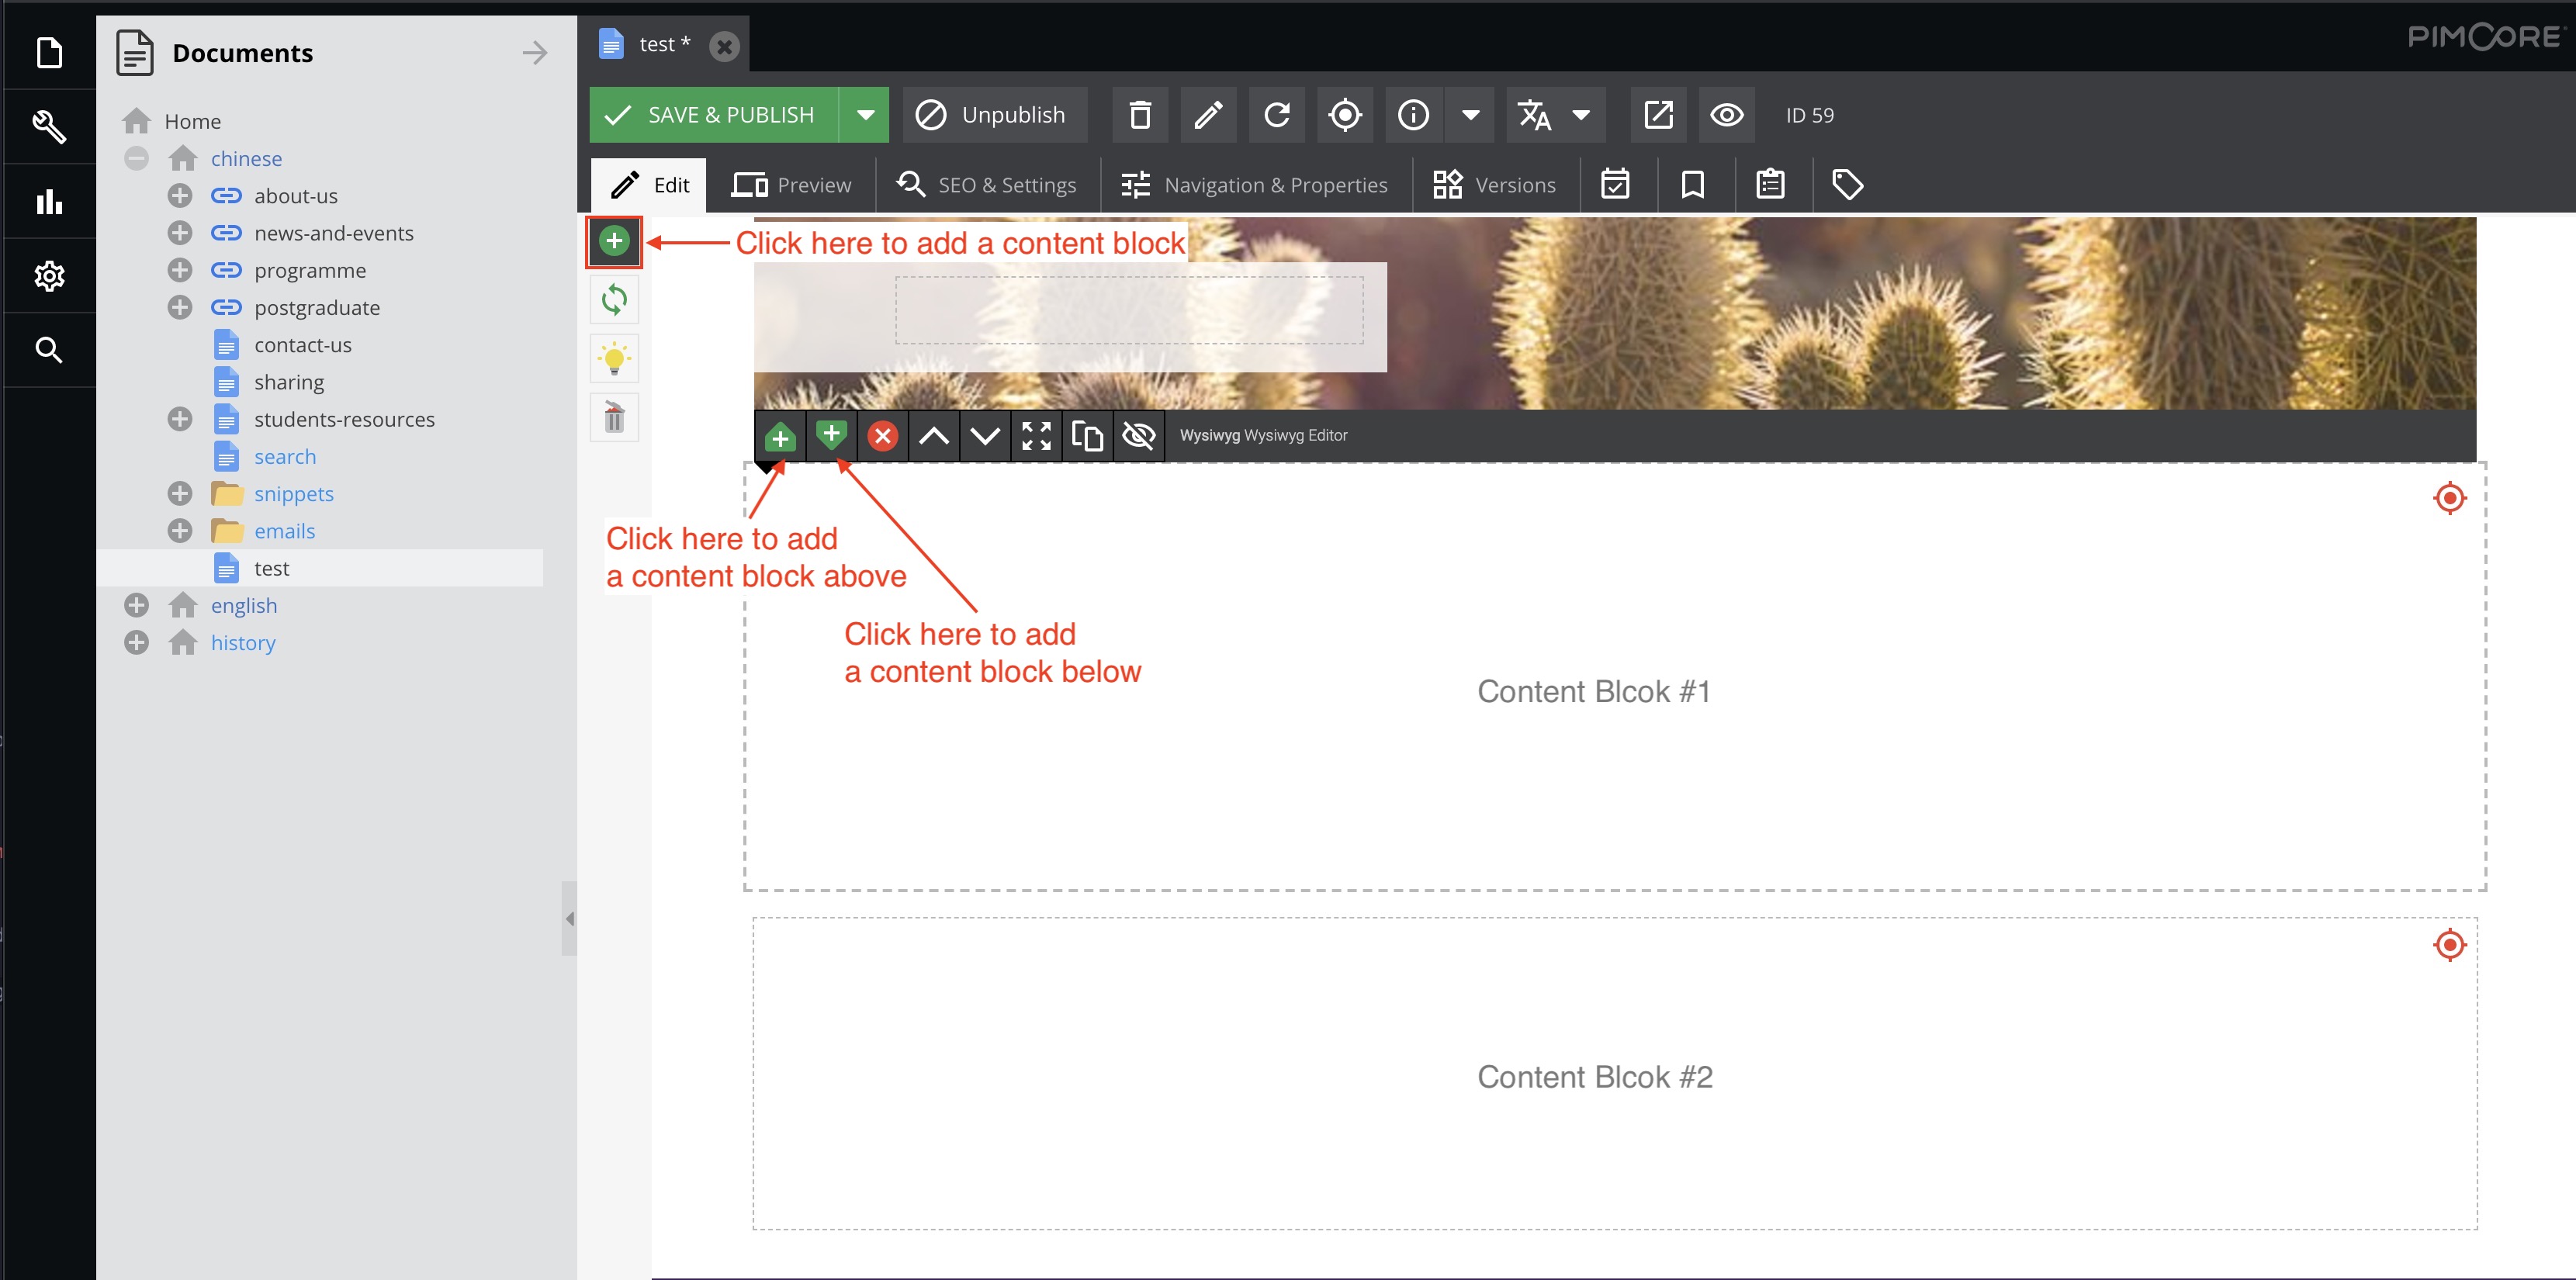 Documents
Home
chinese
about-us
news-and-events
programme
postgraduate
contact-us
sharing
students-resources
search
snippets
emails
test
english
history
test *
PIMCORE
SAVE & PUBLISH
Unpublish
ID 59
Edit
Preview
SEO & Settings
Navigation & Properties
Versions
Click here to add a content block
Wysiwyg Wysiwyg Editor
Click here to add
a content block above
Click here to add
a content block below
Content Blcok #1
Content Blcok #2